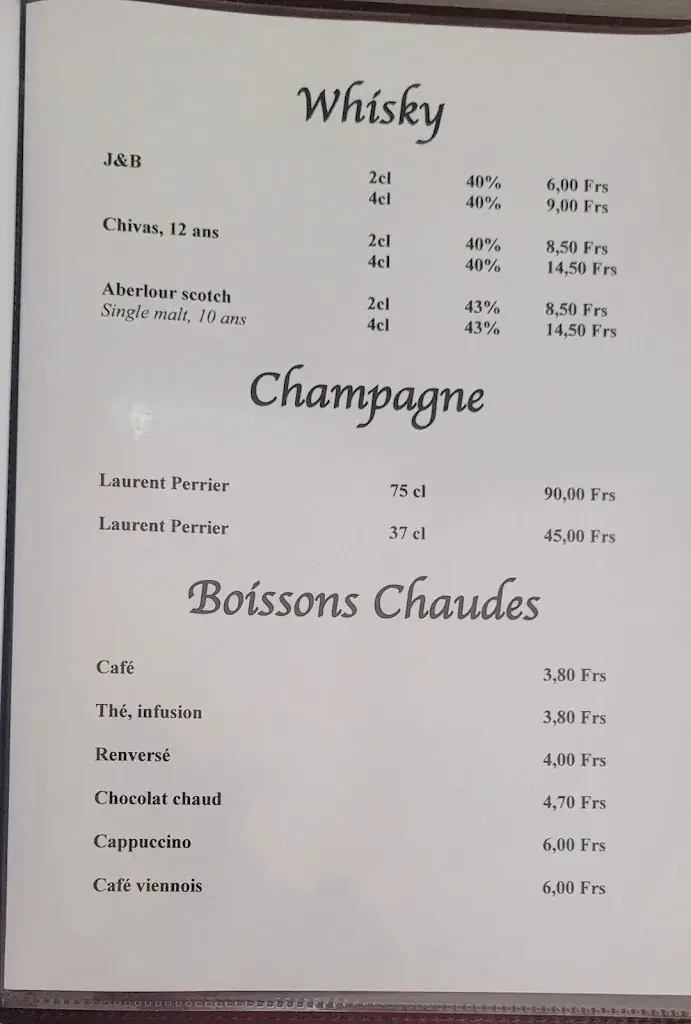 Whisky
J&B
2cl 40% 6,00 Frs
4cl 40% 9,00 Frs
Chivas, 12 ans
2cl 40% 8,50 Frs
4cl 40% 14,50 Frs
Aberlour scotch
2cl 43% 8,50 Frs
Single malt, 10 ans
4cl 43% 14,50 Frs
Champagne
Laurent Perrier 75 cl 90,00 Frs
Laurent Perrier 37 cl 45,00 Frs
Boissons Chaudes
Café 3,80 Frs
Thé, infusion 3,80 Frs
Renversé 4,00 Frs
Chocolat chaud 4,70 Frs
Cappuccino 6,00 Frs
Café viennois 6,00 Frs